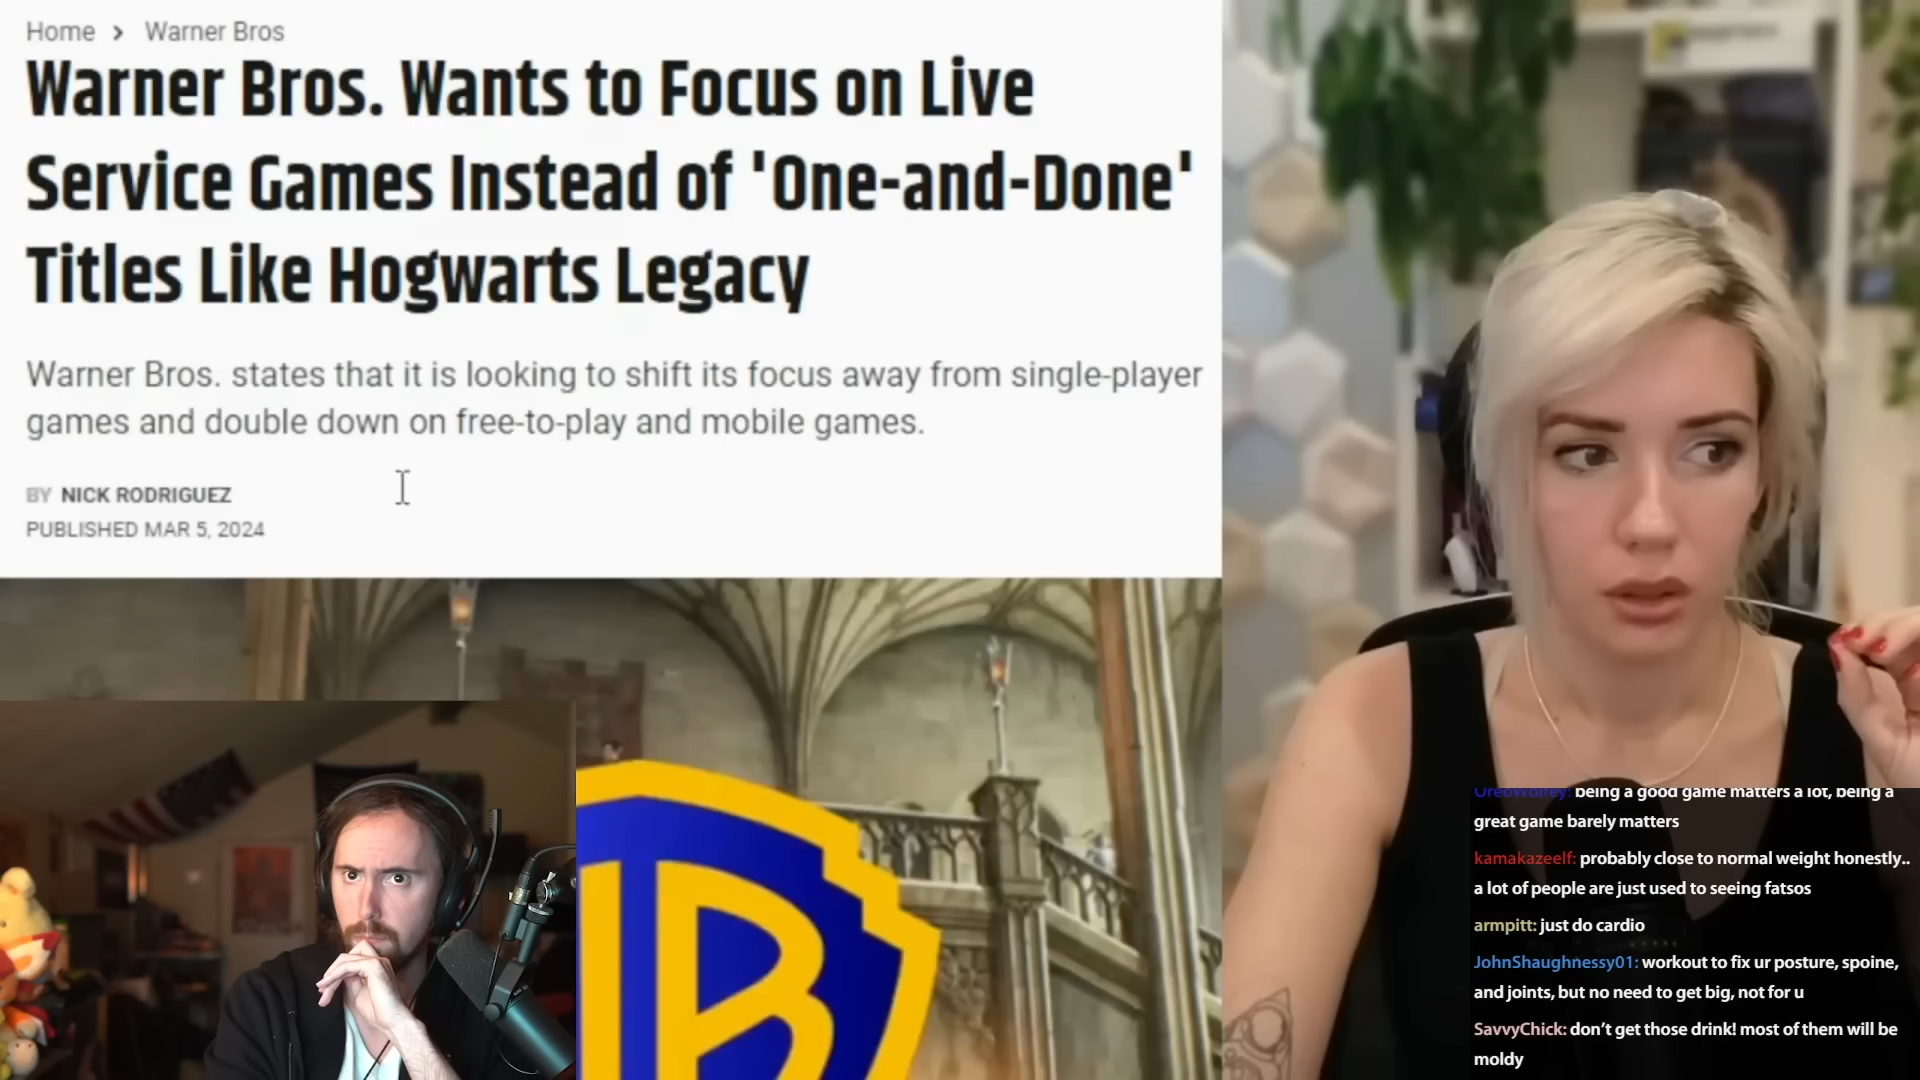 Home > Warner Bros
Warner Bros. Wants to Focus on Live
Service Games Instead of 'One-and-Done'
Titles Like Hogwarts Legacy
Warner Bros. states that it is looking to shift its focus away from single-player
games and double down on free-to-play and mobile games.
BY NICK RODRIGUEZ
PUBLISHED MAR 5, 2024
being a good game matters a lot, being a
great game barely matters
kamakazeelf: probably close to normal weight honestly..
a lot of people are just used to seeing fatsos
armpitt: just do cardio
JohnShaughnessy01: workout to fix ur posture, spoine,
and joints, but no need to get big, not for u
SavvyChick: don't get those drink! most of them will be
moldy